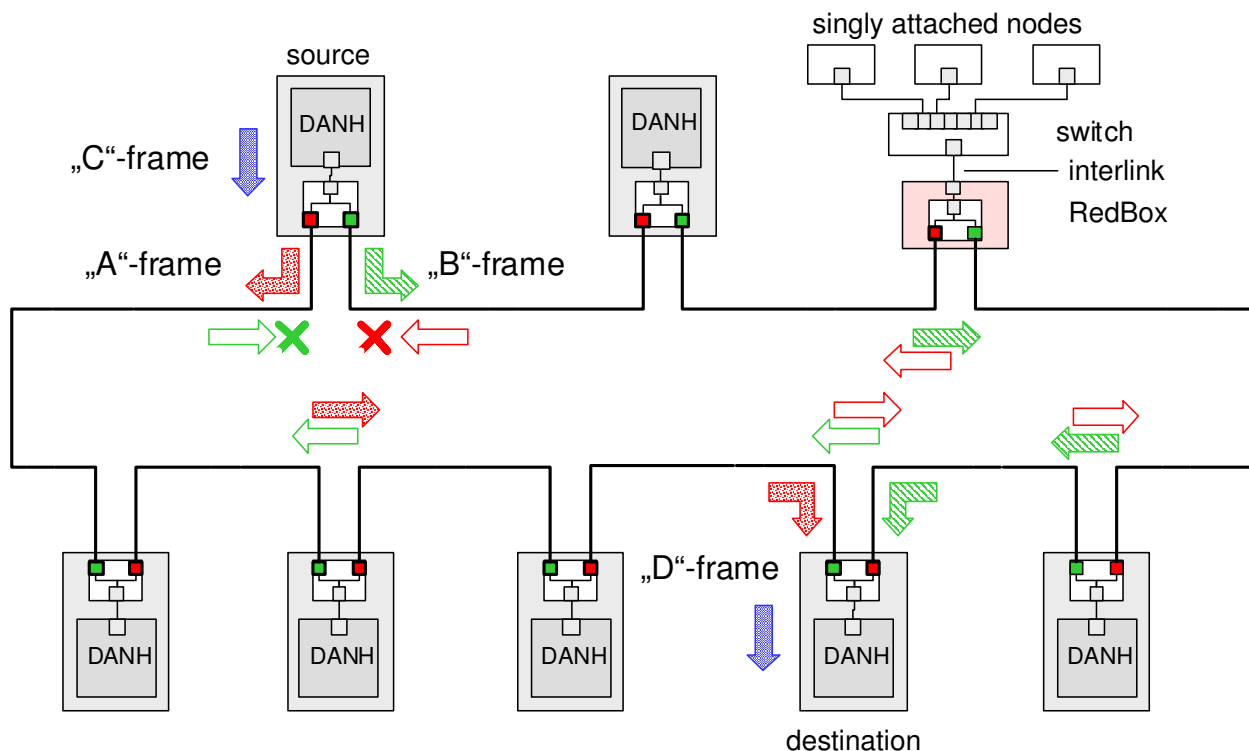 singly attached nodes
source
DANH
DANH
switch
„C“-frame
interlink
RedBox
„A“-frame
„B“-frame
„D“-frame
DANH
DANH
DANH
DANH
DANH
destination